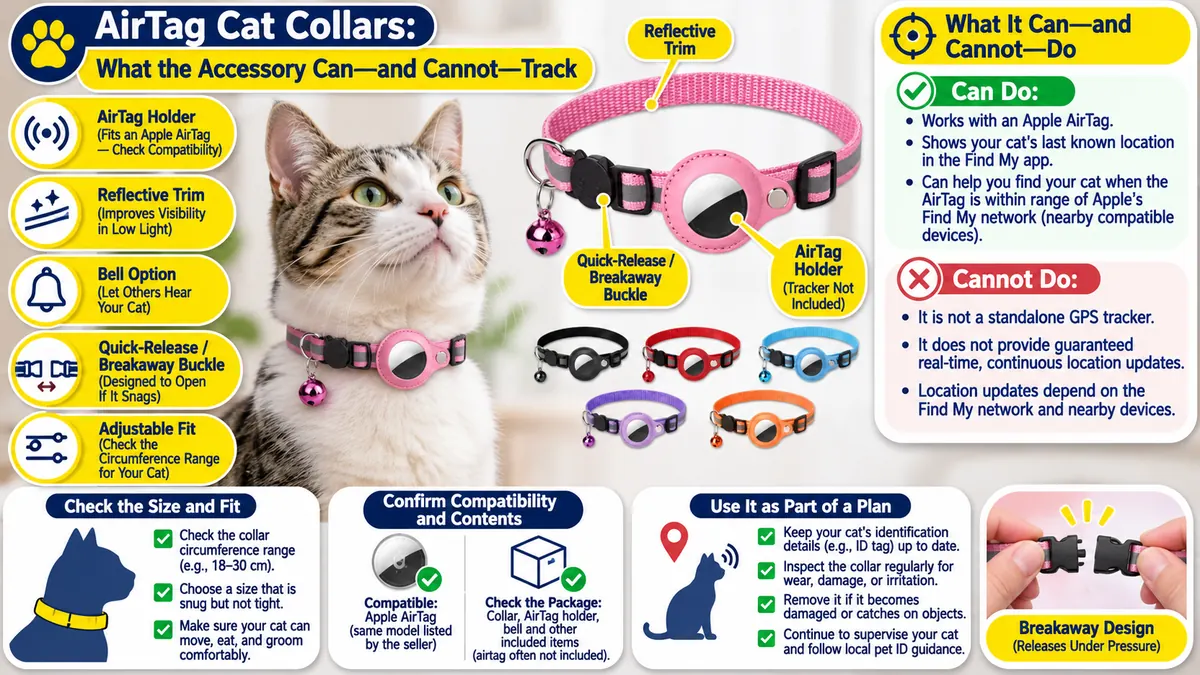 AirTag Cat Collars:
What the Accessory Can—and Cannot—Track
AirTag Holder
(Fits an Apple AirTag
— Check Compatibility)
Reflective Trim
(Improves Visibility
in Low Light)
Bell Option
(Let Others Hear
Your Cat)
Quick-Release /
Breakaway Buckle
(Designed to Open
If It Snags)
Adjustable Fit
(Check the
Circumference Range
for Your Cat)
Reflective
Trim
Quick-Release /
Breakaway
Buckle
AirTag
Holder
(Tracker Not
Included)
What It Can—and
Cannot—Do
Can Do:
• Works with an Apple AirTag.
• Shows your cat's last known location
in the Find My app.
• Can help you find your cat when the
AirTag is within range of Apple's
Find My network (nearby compatible
devices).
Cannot Do:
• It is not a standalone GPS tracker.
• It does not provide guaranteed
real-time, continuous location updates.
• Location updates depend on the
Find My network and nearby devices.
Check the Size and Fit
Check the collar
circumference range
(e.g., 18–30 cm).
Choose a size that is
snug but not tight.
Make sure your cat can
move, eat, and groom
comfortably.
Confirm Compatibility
and Contents
Compatible:
Apple AirTag
(same model listed
by the seller)
Check the Package:
Collar, AirTag holder,
bell and other
included items
(airtag often not included).
Use It as Part of a Plan
Keep your cat's identification
details (e.g., ID tag) up to date.
Inspect the collar regularly for
wear, damage, or irritation.
Remove it if it becomes
damaged or catches on objects.
Continue to supervise your cat
and follow local pet ID guidance.
Breakaway Design
(Releases Under Pressure)